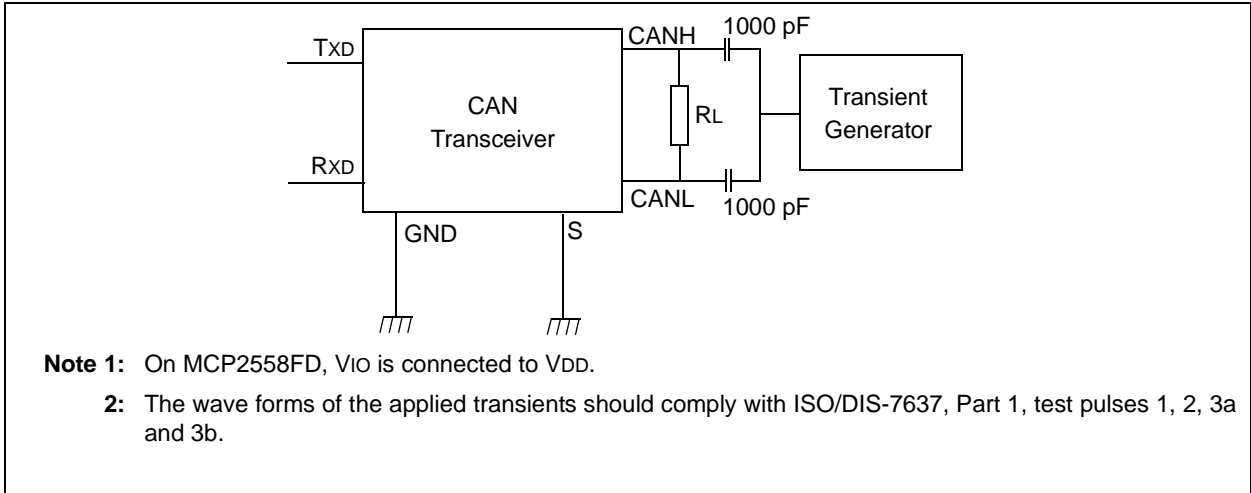 TXD
CANH
1000 pF
CAN
Transceiver
RL
Transient
Generator
RXD
CANL
1000 pF
GND
S
Note 1: On MCP2558FD, VIO is connected to VDD.
2: The wave forms of the applied transients should comply with ISO/DIS-7637, Part 1, test pulses 1, 2, 3a
and 3b.